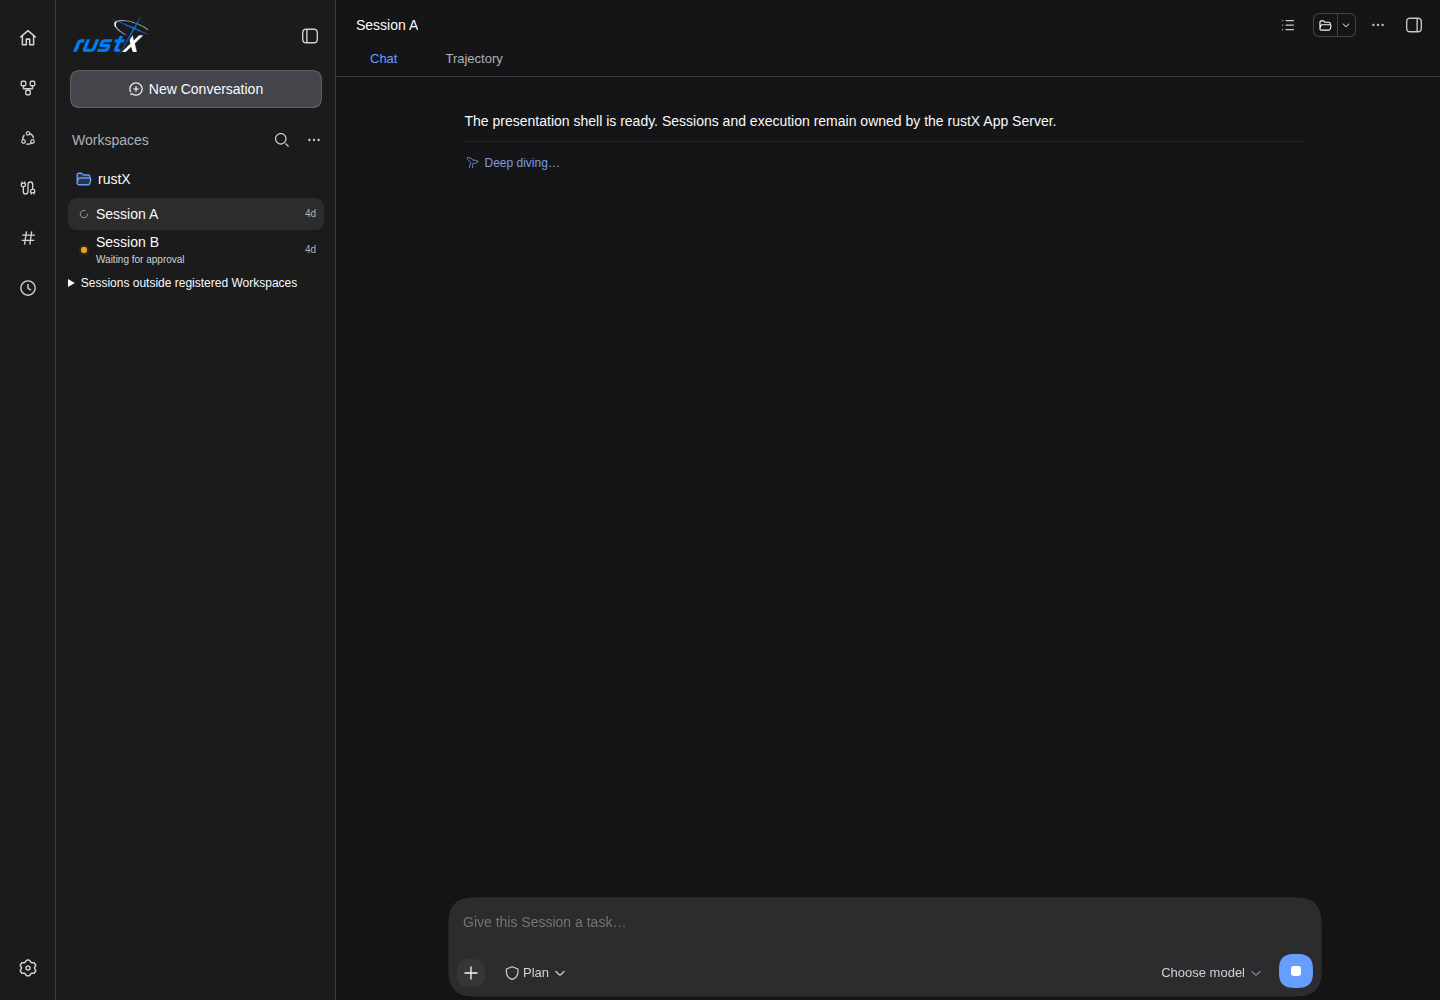 rustX
New Conversation
Workspaces
rustX
Session A
4d
Session B
Waiting for approval
4d
Sessions outside registered Workspaces
Session A
Chat
Trajectory
The presentation shell is ready. Sessions and execution remain owned by the rustX App Server.
Deep diving…
Give this Session a task…
Plan
Choose model